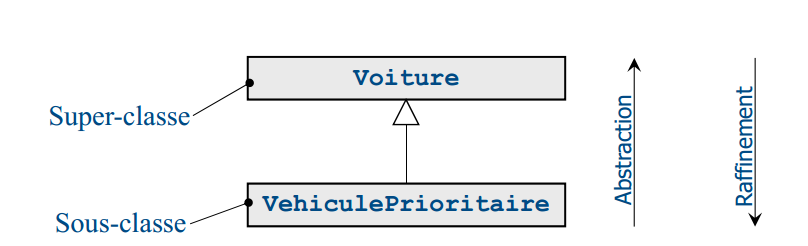 Voiture
Super-classe
VehiculePrioritaire
Sous-classe
Abstraction
Raffinement